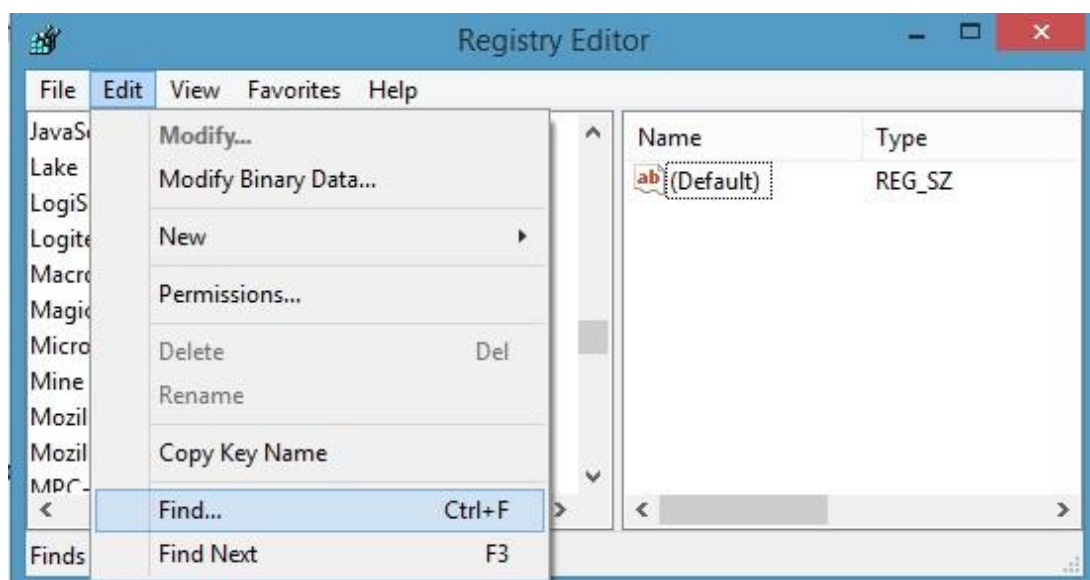 Registry Editor
File Edit View Favorites Help
JavaS
Lake
LogiS
Logite
Macro
Magic
Micro
Mine
Mozil
Mozil
MPC-
Modify...
Modify Binary Data...
New
Permissions...
Delete Del
Rename
Copy Key Name
Find... Ctrl+F
Find Next F3
Name Type
ab (Default) REG_SZ
Finds